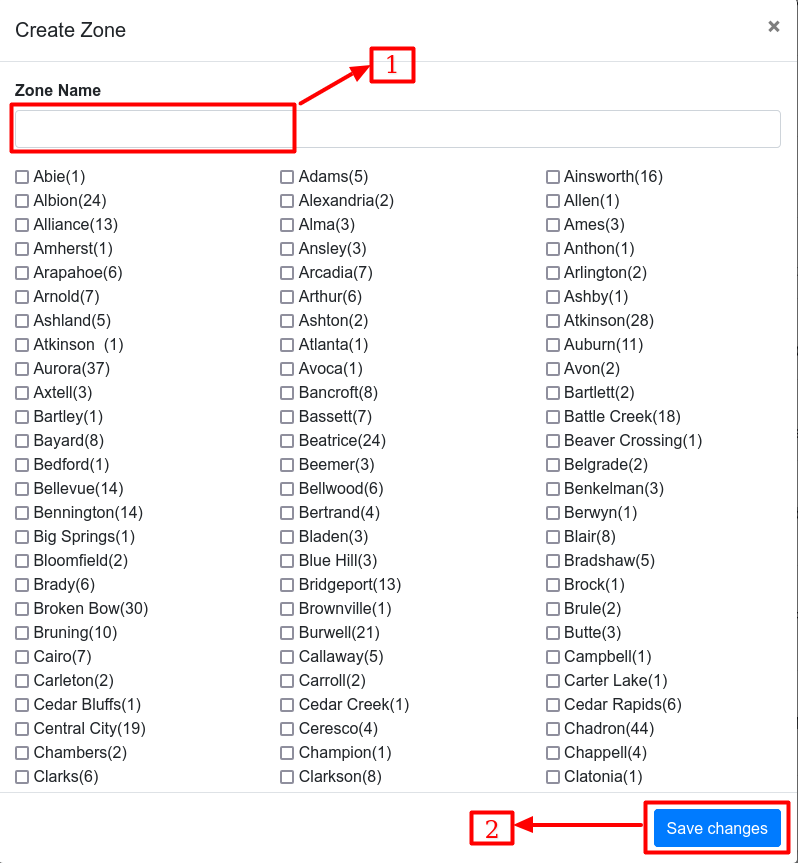 Create Zone ×
1
Zone Name
Abie(1) Adams(5) Ainsworth(16)
Albion(24) Alexandria(2) Allen(1)
Alliance(13) Alma(3) Ames(3)
Amherst(1) Ansley(3) Anthon(1)
Arapahoe(6) Arcadia(7) Arlington(2)
Arnold(7) Arthur(6) Ashby(1)
Ashland(5) Ashton(2) Atkinson(28)
Atkinson  (1) Atlanta(1) Auburn(11)
Aurora(37) Avoca(1) Avon(2)
Axtell(3) Bancroft(8) Bartlett(2)
Bartley(1) Bassett(7) Battle Creek(18)
Bayard(8) Beatrice(24) Beaver Crossing(1)
Bedford(1) Beemer(3) Belgrade(2)
Bellevue(14) Bellwood(6) Benkelman(3)
Bennington(14) Bertrand(4) Berwyn(1)
Big Springs(1) Bladen(3) Blair(8)
Bloomfield(2) Blue Hill(3) Bradshaw(5)
Brady(6) Bridgeport(13) Brock(1)
Broken Bow(30) Brownville(1) Brule(2)
Bruning(10) Burwell(21) Butte(3)
Cairo(7) Callaway(5) Campbell(1)
Carleton(2) Carroll(2) Carter Lake(1)
Cedar Bluffs(1) Cedar Creek(1) Cedar Rapids(6)
Central City(19) Ceresco(4) Chadron(44)
Chambers(2) Champion(1) Chappell(4)
Clarks(6) Clarkson(8) Clatonia(1)
2 Save changes